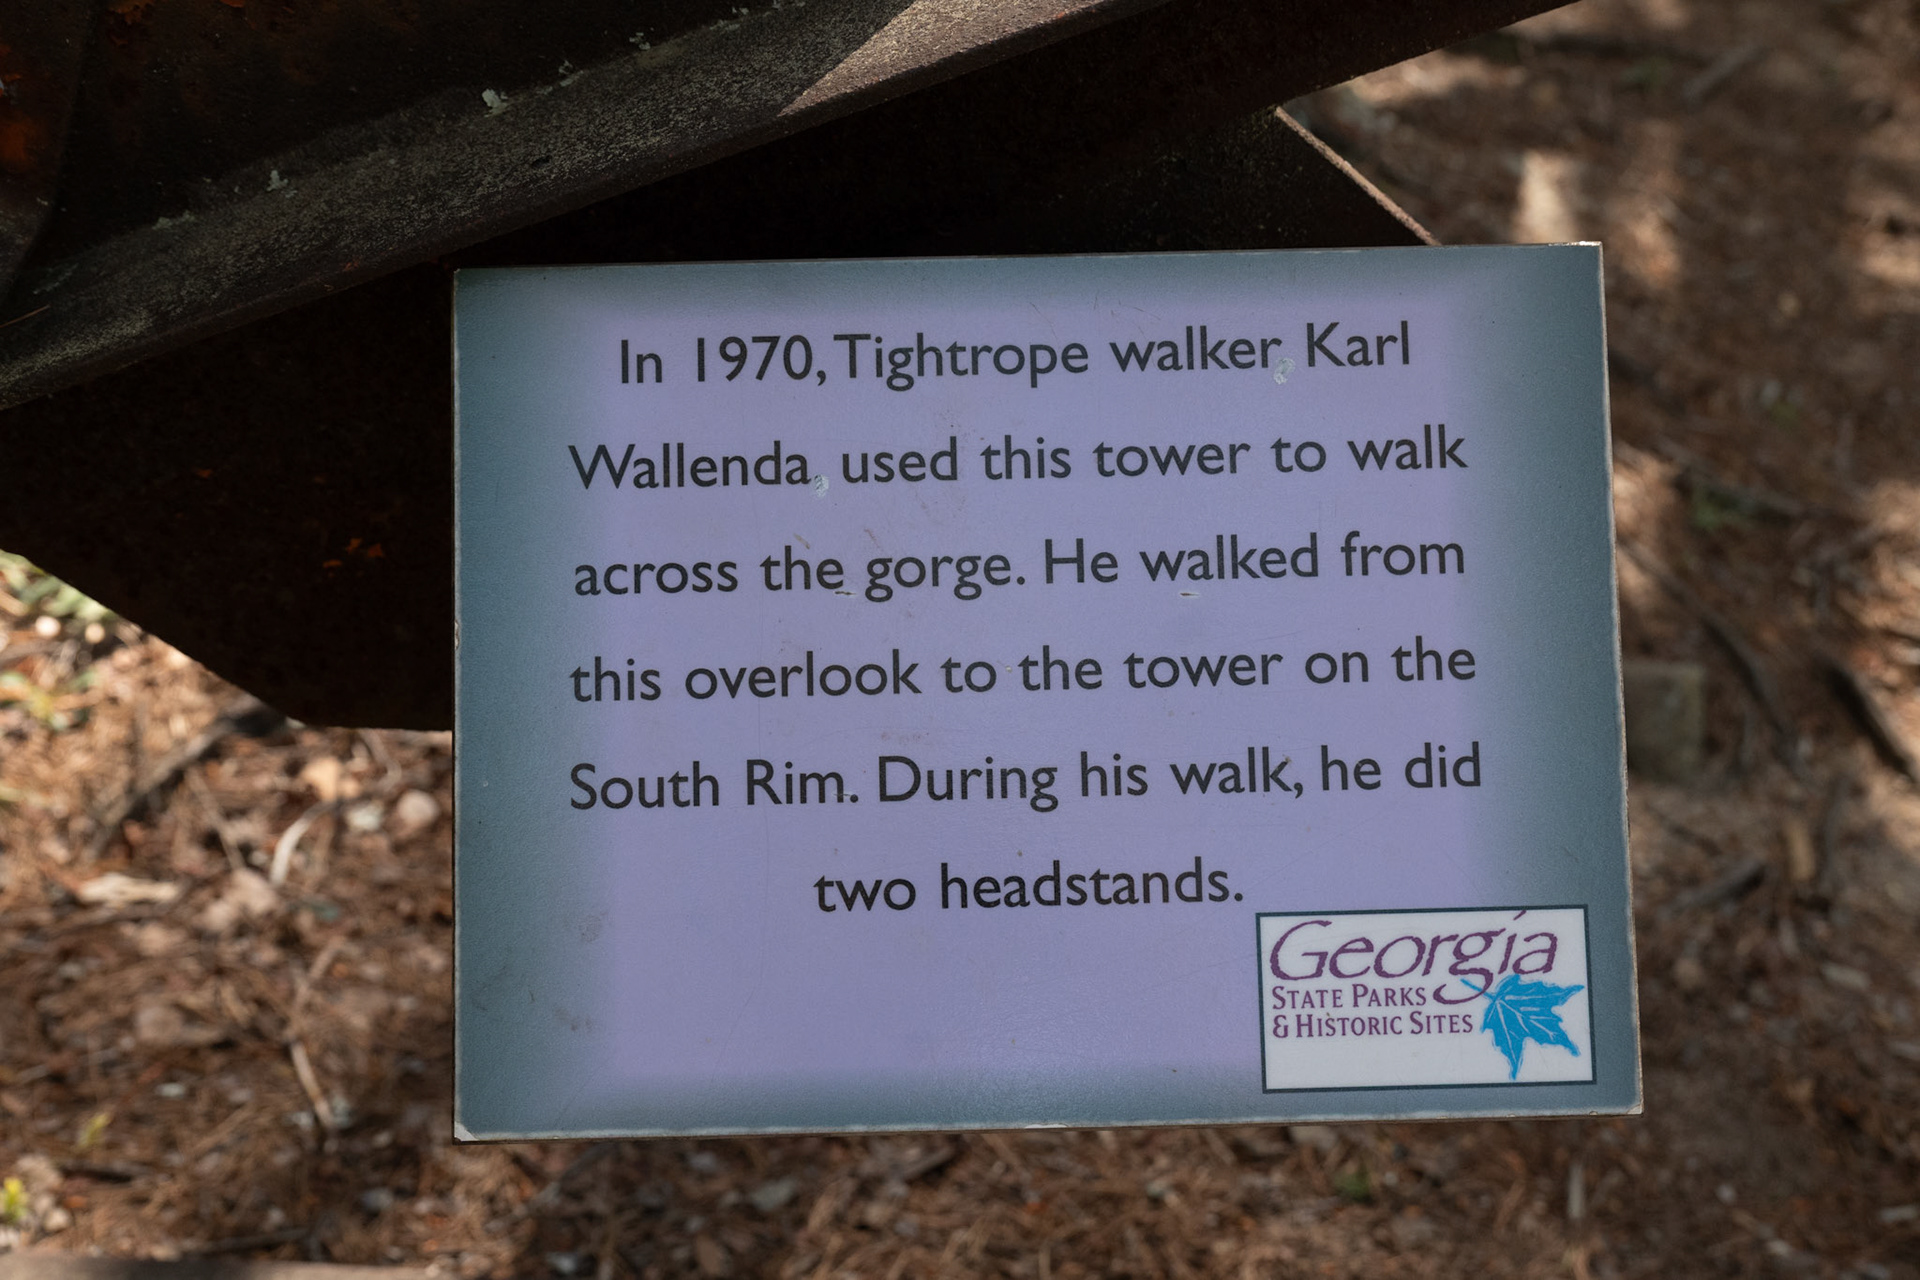 In 1970, Tightrope walker, Karl
Wallenda, used this tower to walk
across the gorge. He walked from
this overlook to the tower on the
South Rim. During his walk, he did
two headstands.
Georgia
STATE PARKS
& HISTORIC SITES